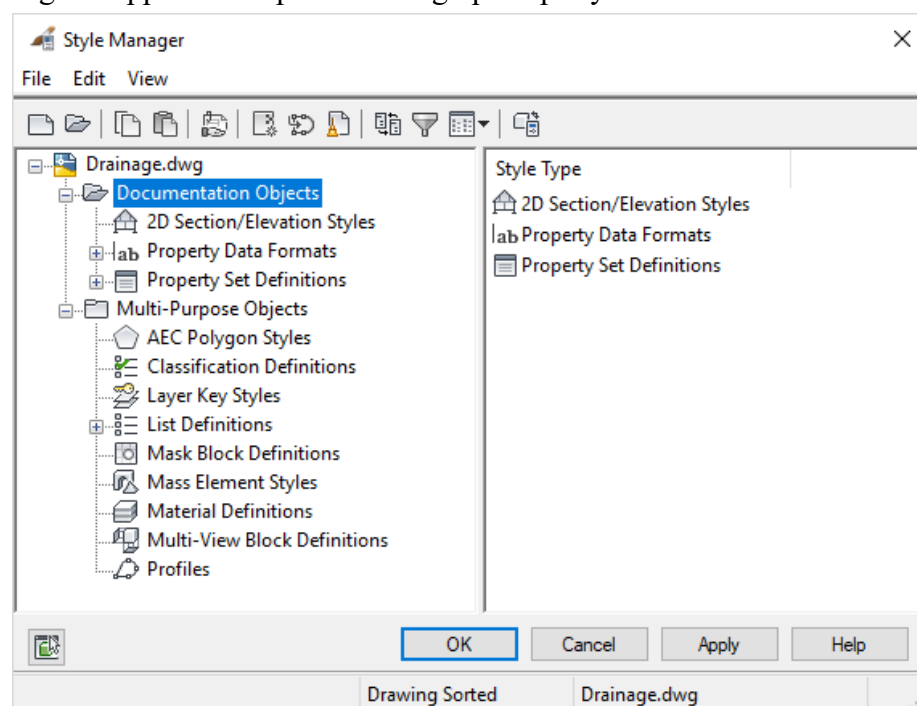 Style Manager
File Edit View
Drainage.dwg
Documentation Objects
2D Section/Elevation Styles
ab Property Data Formats
Property Set Definitions
Multi-Purpose Objects
AEC Polygon Styles
Classification Definitions
Layer Key Styles
List Definitions
Mask Block Definitions
Mass Element Styles
Material Definitions
Multi-View Block Definitions
Profiles
Style Type
2D Section/Elevation Styles
ab Property Data Formats
Property Set Definitions
OK Cancel Apply Help
Drawing Sorted Drainage.dwg